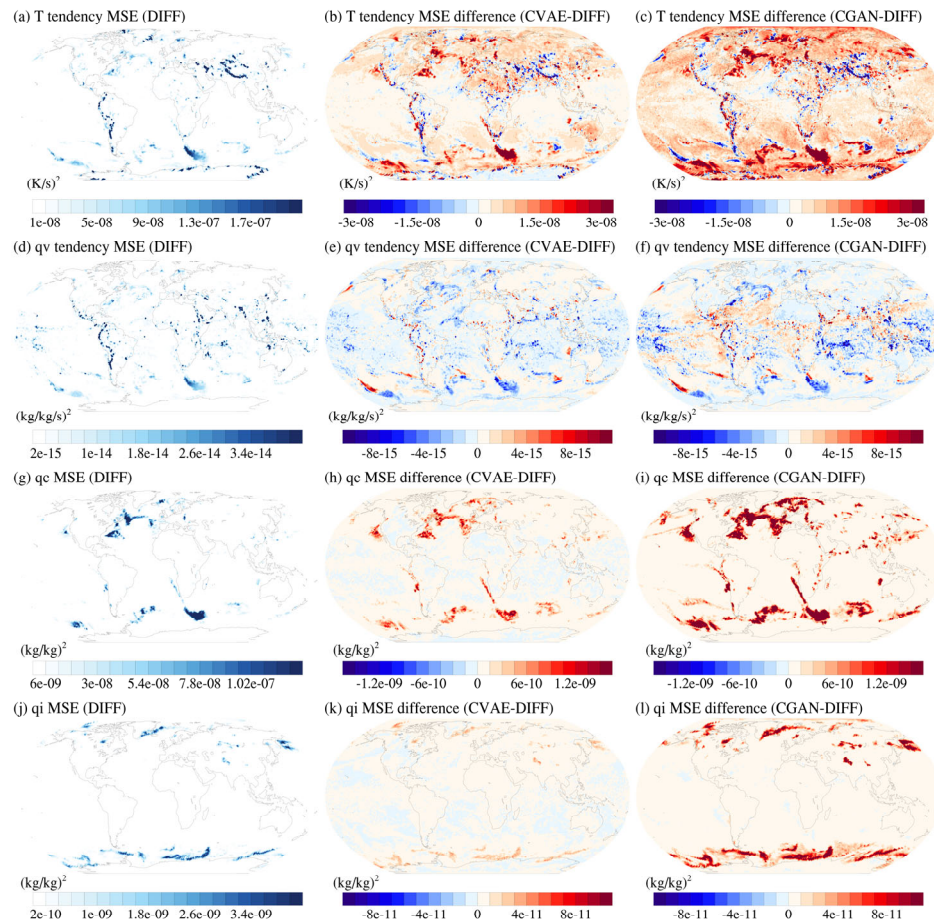 (a) T tendency MSE (DIFF)
(b) T tendency MSE difference (CVAE-DIFF)
(c) T tendency MSE difference (CGAN-DIFF)
(K/s)²
(K/s)²
(K/s)²
1e-08 5e-08 9e-08 1.3e-07 1.7e-07
-3e-08 -1.5e-08 0 1.5e-08 3e-08
-3e-08 -1.5e-08 0 1.5e-08 3e-08
(d) qv tendency MSE (DIFF)
(e) qv tendency MSE difference (CVAE-DIFF)
(f) qv tendency MSE difference (CGAN-DIFF)
(kg/kg/s)²
(kg/kg/s)²
(kg/kg/s)²
2e-15 1e-14 1.8e-14 2.6e-14 3.4e-14
-8e-15 -4e-15 0 4e-15 8e-15
-8e-15 -4e-15 0 4e-15 8e-15
(g) qc MSE (DIFF)
(h) qc MSE difference (CVAE-DIFF)
(i) qc MSE difference (CGAN-DIFF)
(kg/kg)²
(kg/kg)²
(kg/kg)²
6e-09 3e-08 5.4e-08 7.8e-08 1.02e-07
-1.2e-09 -6e-10 0 6e-10 1.2e-09
-1.2e-09 -6e-10 0 6e-10 1.2e-09
(j) qi MSE (DIFF)
(k) qi MSE difference (CVAE-DIFF)
(l) qi MSE difference (CGAN-DIFF)
(kg/kg)²
(kg/kg)²
(kg/kg)²
2e-10 1e-09 1.8e-09 2.6e-09 3.4e-09
-8e-11 -4e-11 0 4e-11 8e-11
-8e-11 -4e-11 0 4e-11 8e-11